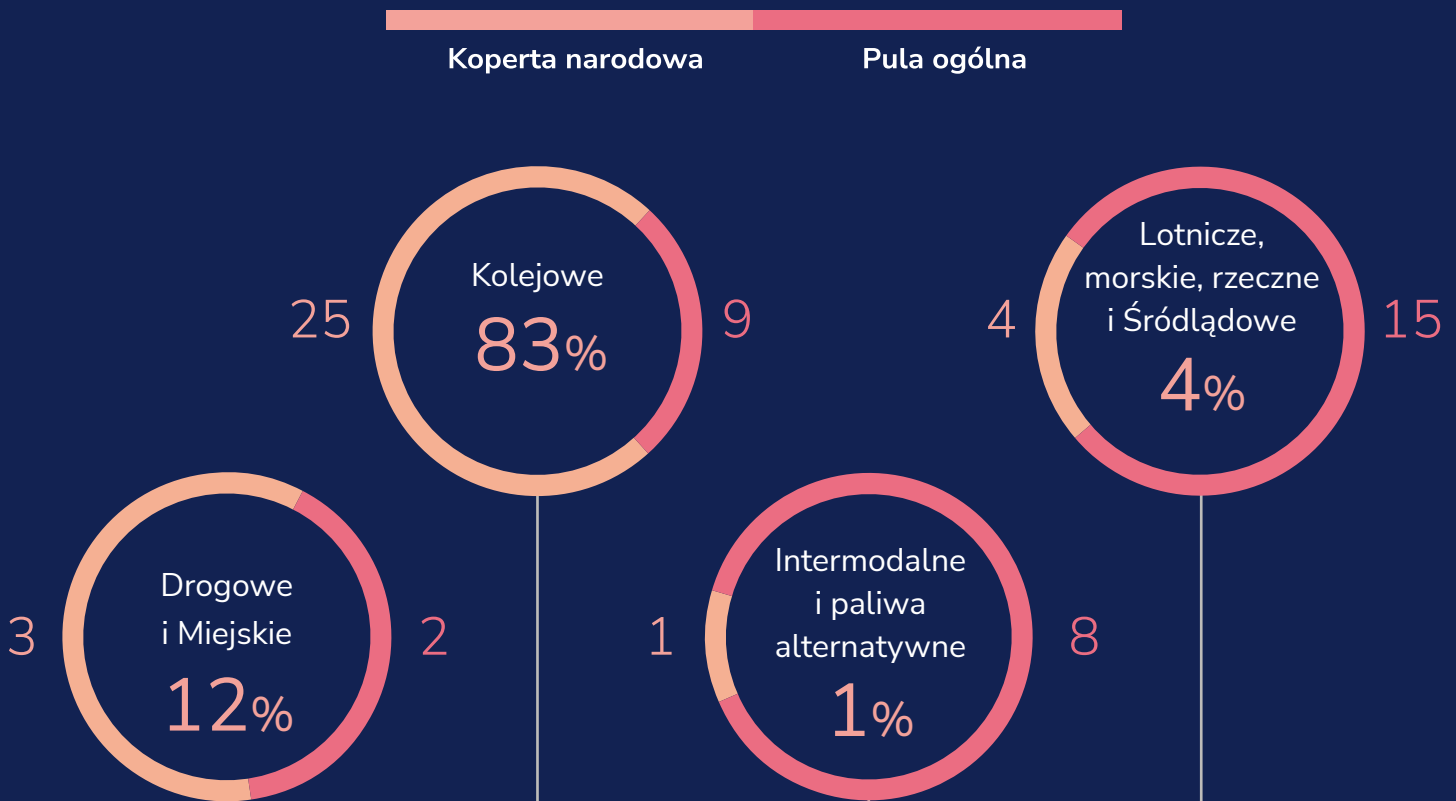 Koperta narodowa
Pula ogólna
25
Kolejowe
83%
9
4
Lotnicze,
morskie, rzeczne
i Śródlądowe
4%
15
3
Drogowe
i Miejskie
12%
2
1
Intermodalne
i paliwa
alternatywne
1%
8